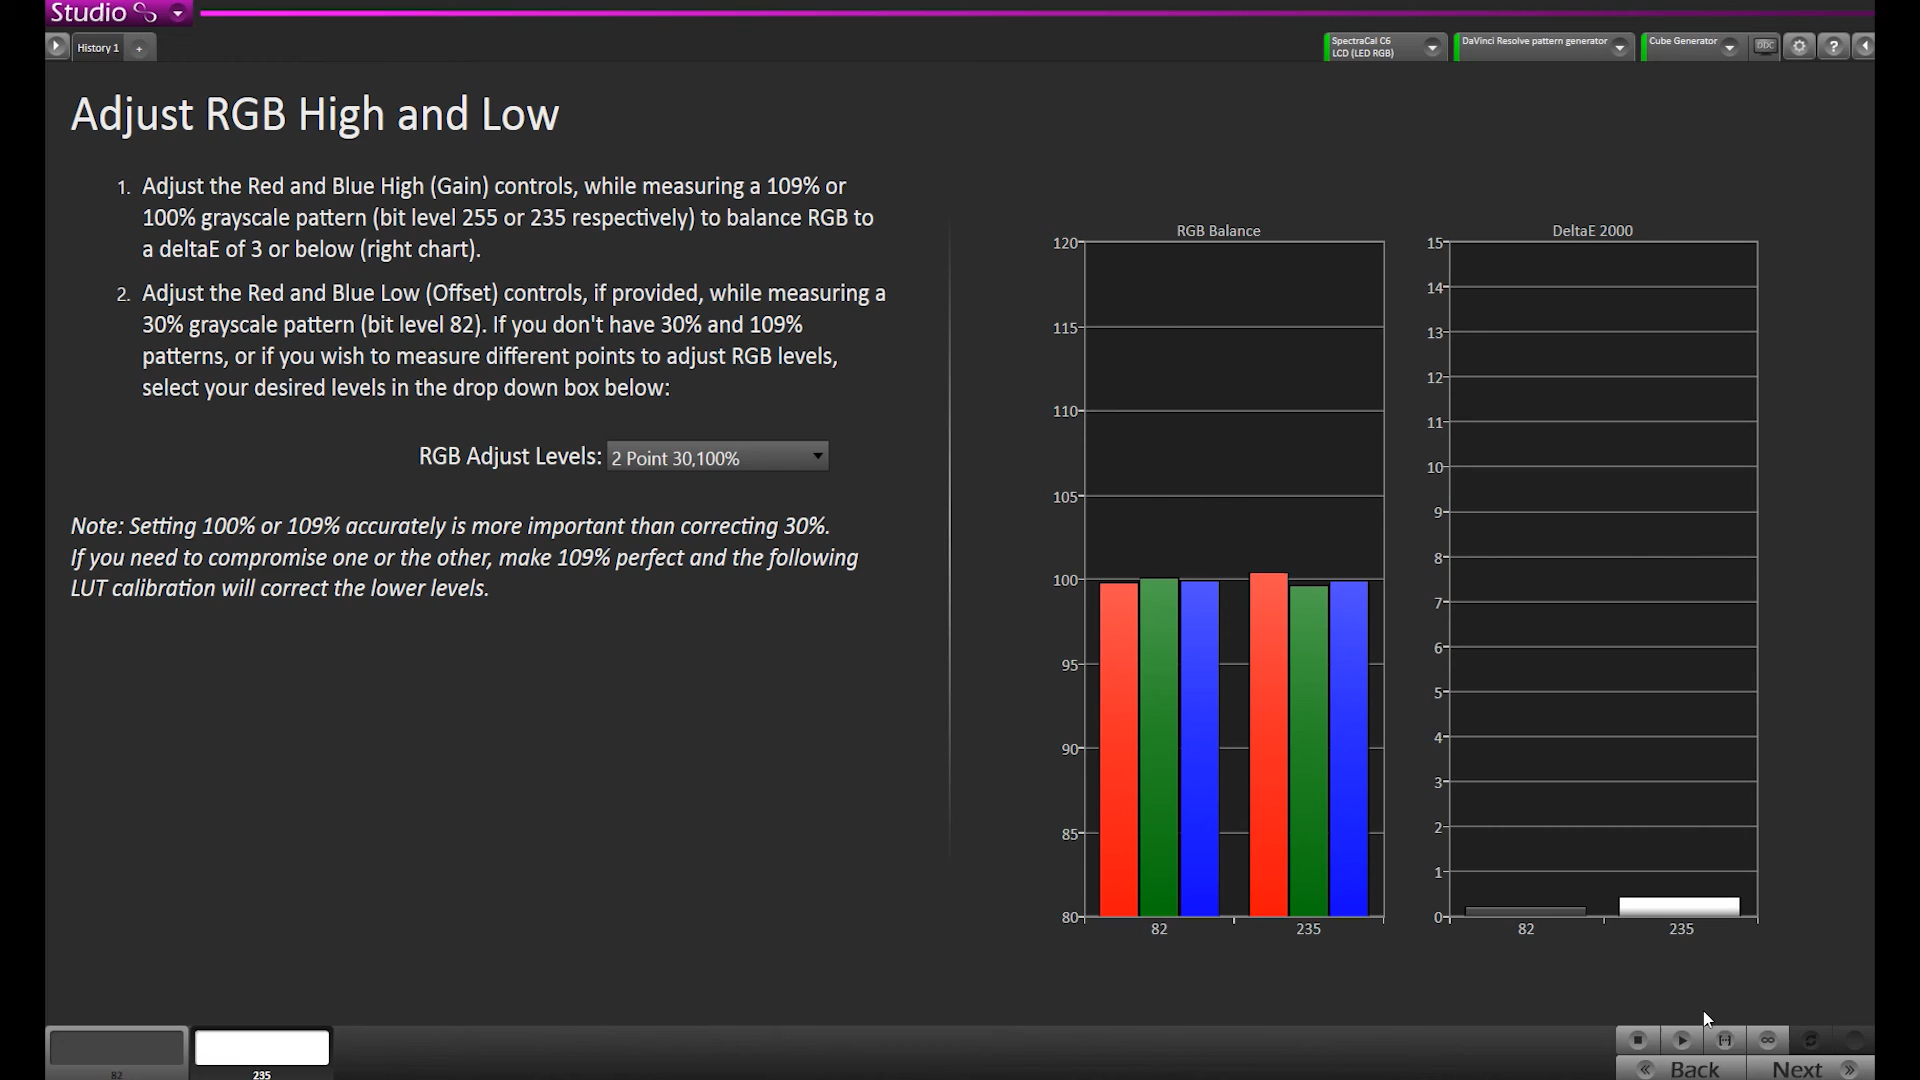 Studio
History 1
+
SpectraCal C6
LCD (LED RGB)
DaVinci Resolve pattern generator
Cube Generator
DDC
?
Adjust RGB High and Low
1. Adjust the Red and Blue High (Gain) controls, while measuring a 109% or
100% grayscale pattern (bit level 255 or 235 respectively) to balance RGB to
a deltaE of 3 or below (right chart).
2. Adjust the Red and Blue Low (Offset) controls, if provided, while measuring a
30% grayscale pattern (bit level 82). If you don't have 30% and 109%
patterns, or if you wish to measure different points to adjust RGB levels,
select your desired levels in the drop down box below:
RGB Adjust Levels: 2 Point 30,100%
Note: Setting 100% or 109% accurately is more important than correcting 30%.
If you need to compromise one or the other, make 109% perfect and the following
LUT calibration will correct the lower levels.
RGB Balance
120
115
110
105
100
95
90
85
80
82 235
DeltaE 2000
15
14
13
12
11
10
9
8
7
6
5
4
3
2
1
0
82 235
82
235
Back
Next